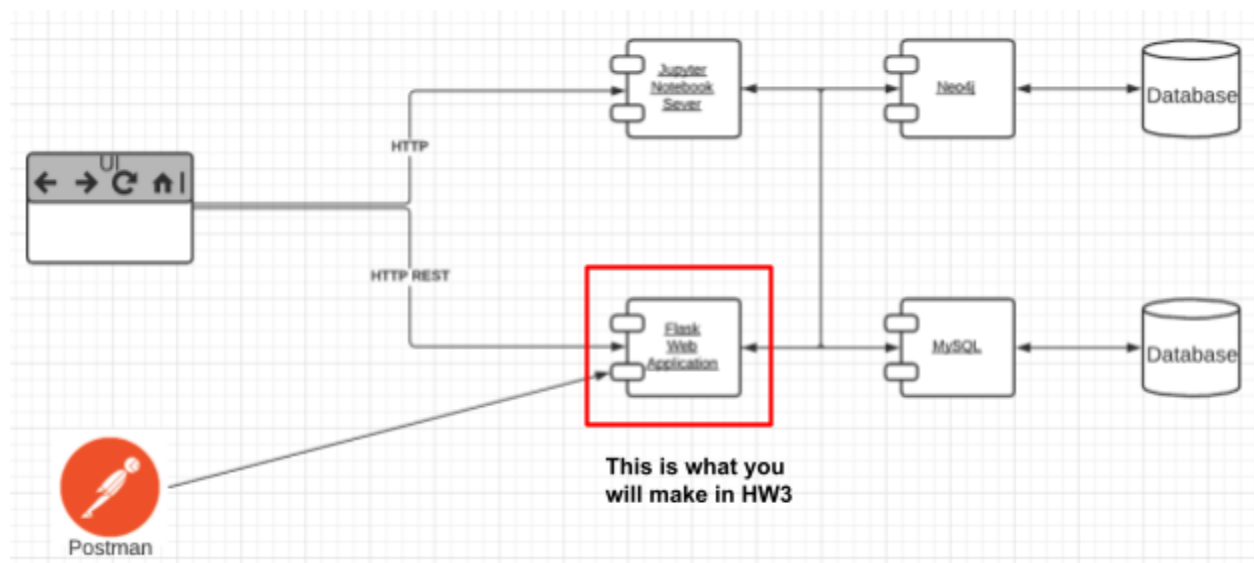 Jupyter
Notebook
Sever
Neo4j
Database
UI
HTTP
HTTP REST
Flask
Web
Application
MySQL
Database
This is what you
will make in HW3
Postman